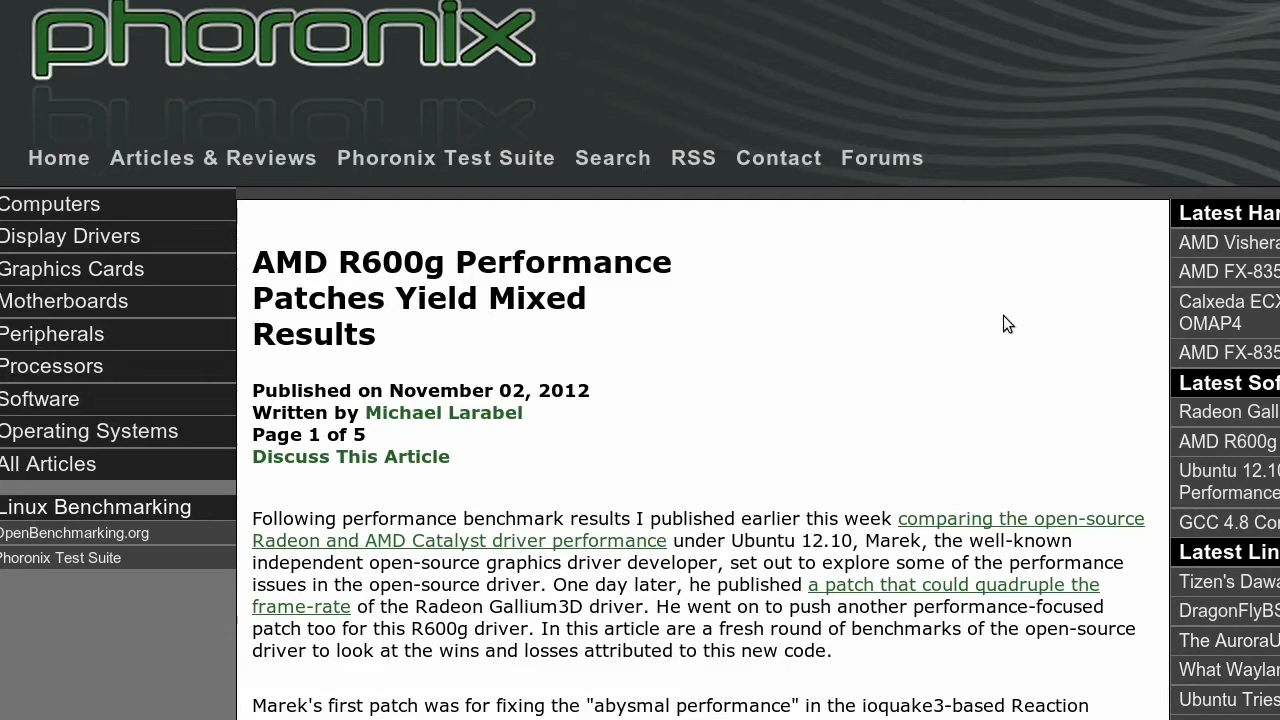 phoronix
Home Articles & Reviews Phoronix Test Suite Search RSS Contact Forums
Computers
Display Drivers
Graphics Cards
Motherboards
Peripherals
Processors
Software
Operating Systems
All Articles
Linux Benchmarking
OpenBenchmarking.org
Phoronix Test Suite
AMD R600g Performance
Patches Yield Mixed
Results
Published on November 02, 2012
Written by Michael Larabel
Page 1 of 5
Discuss This Article
Following performance benchmark results I published earlier this week comparing the open-source
Radeon and AMD Catalyst driver performance under Ubuntu 12.10, Marek, the well-known
independent open-source graphics driver developer, set out to explore some of the performance
issues in the open-source driver. One day later, he published a patch that could quadruple the
frame-rate of the Radeon Gallium3D driver. He went on to push another performance-focused
patch too for this R600g driver. In this article are a fresh round of benchmarks of the open-source
driver to look at the wins and losses attributed to this new code.
Marek's first patch was for fixing the "abysmal performance" in the ioquake3-based Reaction
Latest Har
AMD Vishera
AMD FX-835
Calxeda ECX
OMAP4
AMD FX-835
Latest Sof
Radeon Gall
AMD R600g
Ubuntu 12.10
Performance
GCC 4.8 Con
Latest Lin
Tizen's Dawa
DragonFlyBS
The AuroraU
What Waylan
Ubuntu Tries